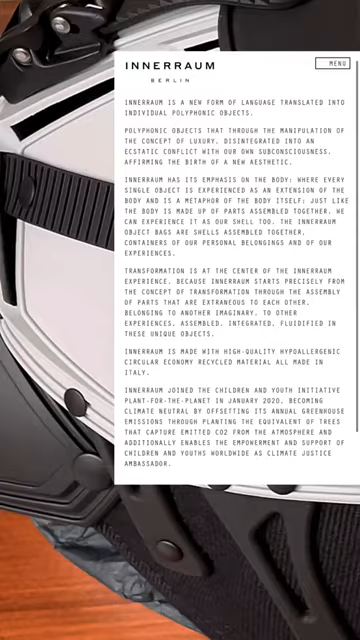 INNERRAUM
MENU
BERLIN
INNERRAUM IS A NEW FORM OF LANGUAGE TRANSLATED INTO
INDIVIDUAL POLYPHONIC OBJECTS.
POLYPHONIC OBJECTS THAT THROUGH THE MANIPULATION OF
THE CONCEPT OF LUXURY, DISINTEGRATED INTO AN
ECSTATIC CONFLICT WITH OUR OWN SUBCONSCIOUSNESS,
AFFIRMING THE BIRTH OF A NEW AESTHETIC.
INNERRAUM HAS ITS EMPHASIS ON THE BODY: WHERE EVERY
SINGLE OBJECT IS EXPERIENCED AS AN EXTENSION OF THE
BODY AND IS A METAPHOR OF THE BODY ITSELF; JUST LIKE
THE BODY IS MADE UP OF PARTS ASSEMBLED TOGETHER, WE
CAN EXPERIENCE IT AS OUR SHELL TOO. THE INNERRAUM
OBJECT BAGS ARE SHELLS ASSEMBLED TOGETHER,
CONTAINERS OF OUR PERSONAL BELONGINGS AND OF OUR
EXPERIENCES.
TRANSFORMATION IS AT THE CENTER OF THE INNERRAUM
EXPERIENCE, BECAUSE INNERRAUM STARTS PRECISELY FROM
THE CONCEPT OF TRANSFORMATION THROUGH THE ASSEMBLY
OF PARTS THAT ARE EXTRANEOUS TO EACH OTHER,
BELONGING TO ANOTHER IMAGINARY, TO OTHER
EXPERIENCES, ASSEMBLED, INTEGRATED, FLUIDIFIED IN
THESE UNIQUE OBJECTS.
INNERRAUM IS MADE WITH HIGH-QUALITY HYPOALLERGENIC
CIRCULAR ECONOMY RECYCLED MATERIAL ALL MADE IN
ITALY.
INNERRAUM JOINED THE CHILDREN AND YOUTH INITIATIVE
PLANT-FOR-THE-PLANET IN JANUARY 2020, BECOMING
CLIMATE NEUTRAL BY OFFSETTING ITS ANNUAL GREENHOUSE
EMISSIONS THROUGH PLANTING THE EQUIVALENT OF TREES
THAT CAPTURE EMITTED CO2 FROM THE ATMOSPHERE AND
ADDITIONALLY ENABLES THE EMPOWERMENT AND SUPPORT OF
CHILDREN AND YOUTHS WORLDWIDE AS CLIMATE JUSTICE
AMBASSADOR.